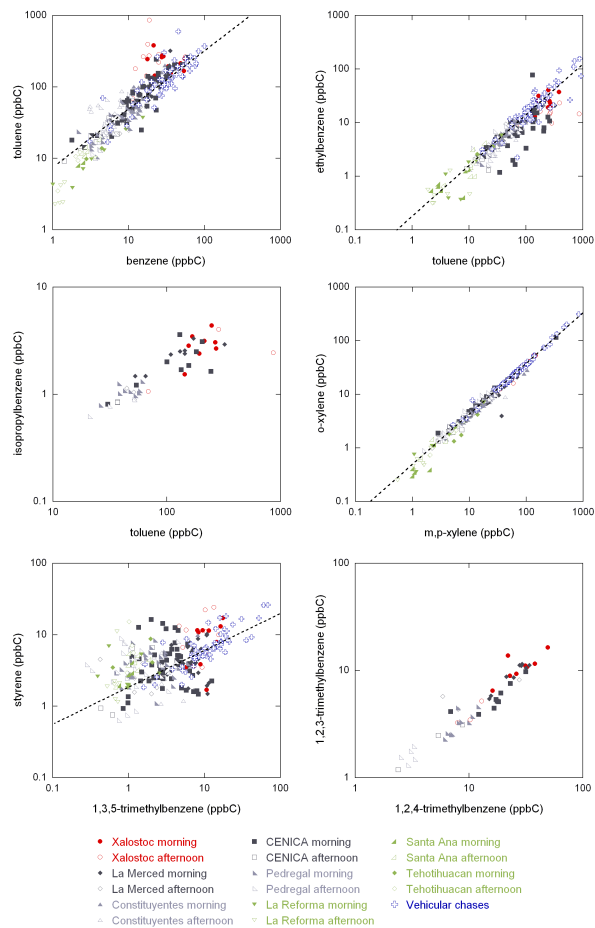 1000
1000
100
10
1
toluene (ppbC)
1 10 100 1000
benzene (ppbC)
100
10
1
0.1
ethylbenzene (ppbC)
0.1 1 10 100 1000
toluene (ppbC)
10
1
0.1
isopropylbenzene (ppbC)
10 100 1000
toluene (ppbC)
1000
100
10
1
0.1
o-xylene (ppbC)
0.1 1 10 100 1000
m,p-xylene (ppbC)
100
10
1
0.1
styrene (ppbC)
0.1 1 10 100
1,3,5-trimethylbenzene (ppbC)
100
10
1
1,2,3-trimethylbenzene (ppbC)
1 10 100
1,2,4-trimethylbenzene (ppbC)
Xalostoc morning
Xalostoc afternoon
La Merced morning
La Merced afternoon
Constituyentes morning
Constituyentes afternoon
CENICA morning
CENICA afternoon
Pedregal morning
Pedregal afternoon
La Reforma morning
La Reforma afternoon
Santa Ana morning
Santa Ana afternoon
Tehotihuacan morning
Tehotihuacan afternoon
Vehicular chases